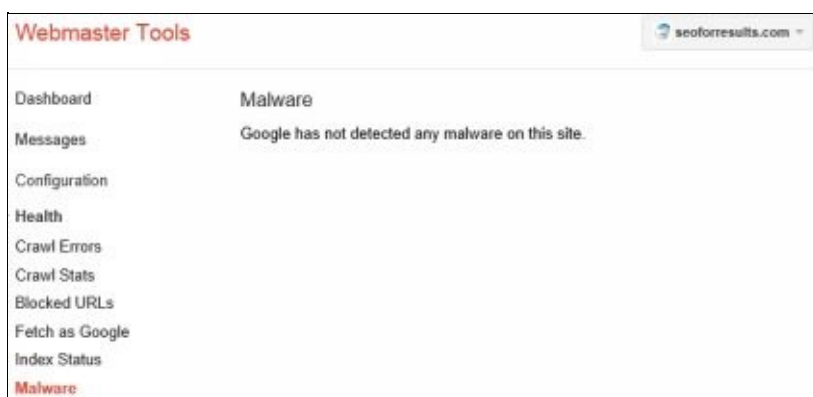 Webmaster Tools
seoforresults.com
Dashboard
Messages
Configuration
Health
Crawl Errors
Crawl Stats
Blocked URLs
Fetch as Google
Index Status
Malware
Malware
Google has not detected any malware on this site.